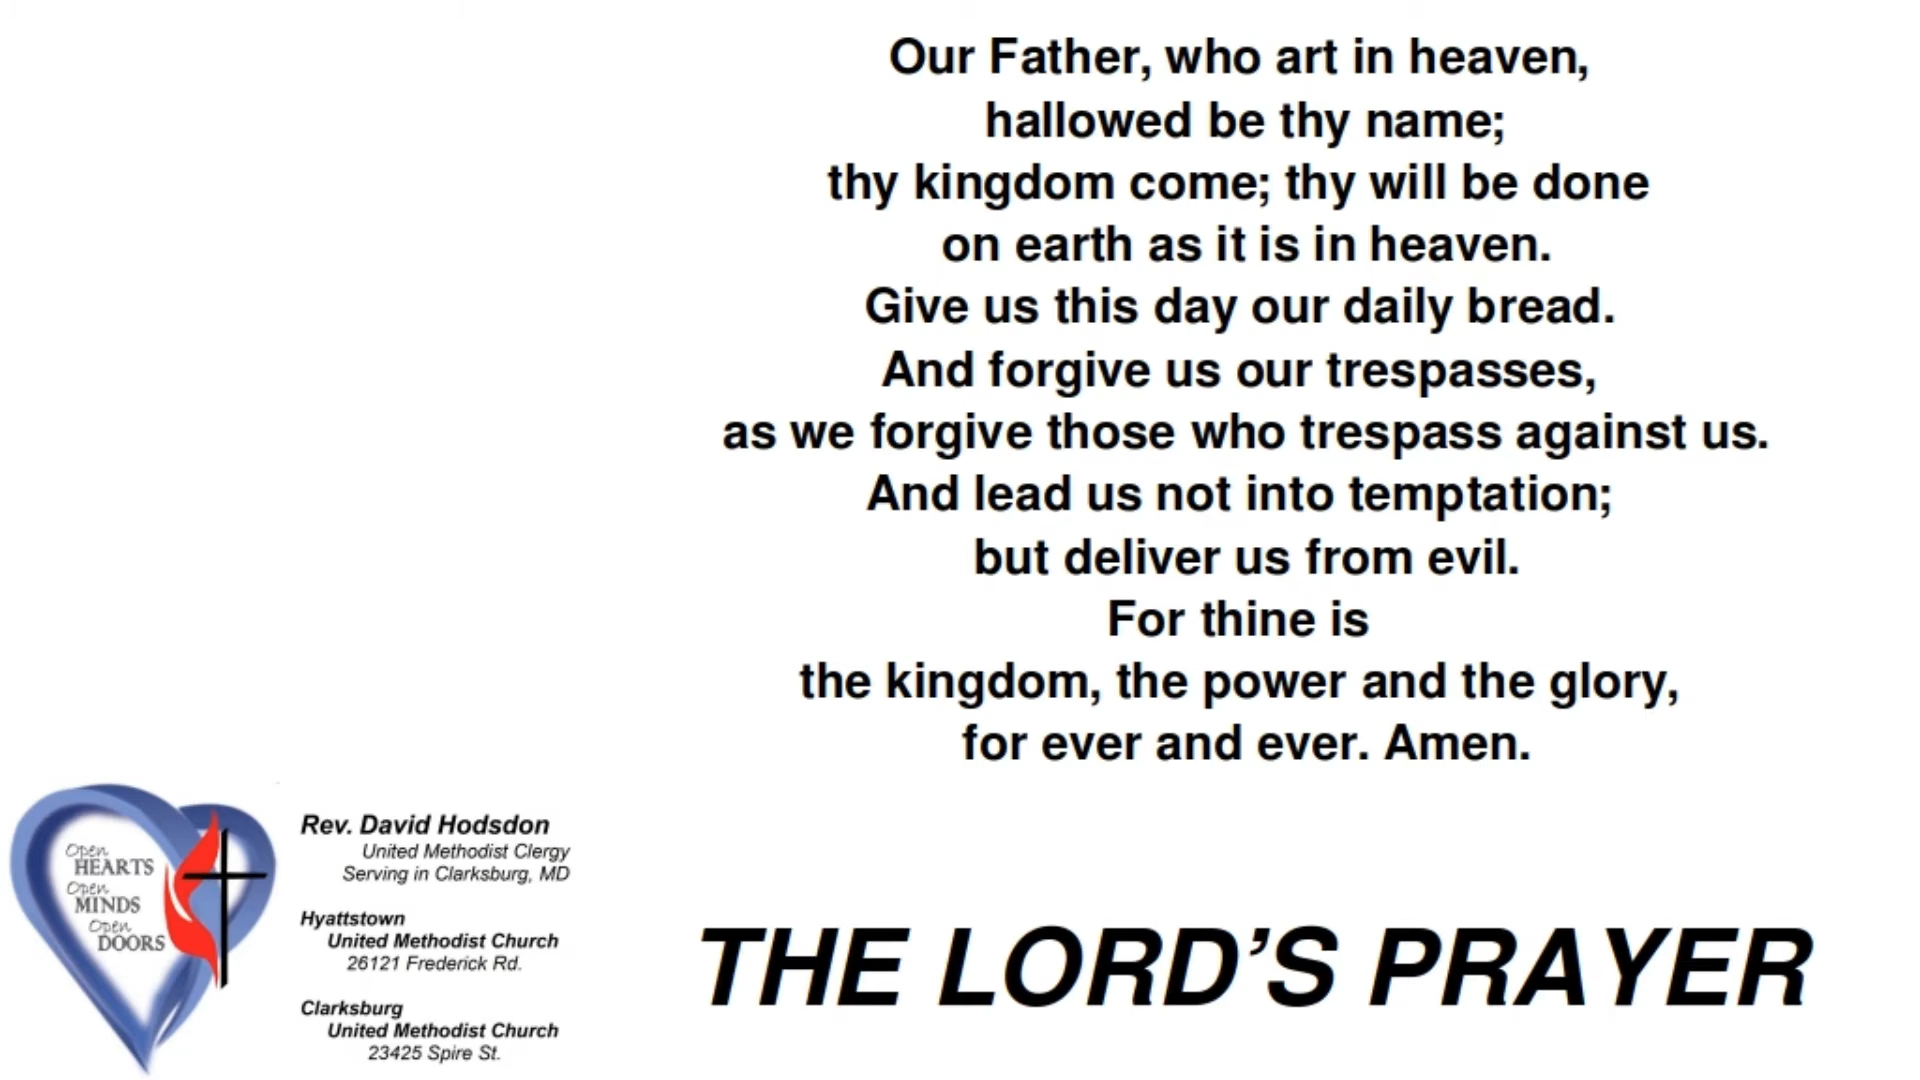 Our Father, who art in heaven,
hallowed be thy name;
thy kingdom come; thy will be done
on earth as it is in heaven.
Give us this day our daily bread.
And forgive us our trespasses,
as we forgive those who trespass against us.
And lead us not into temptation;
but deliver us from evil.
For thine is
the kingdom, the power and the glory,
for ever and ever. Amen.
Open
HEARTS
Open
MINDS
Open
DOORS
Rev. David Hodsdon
United Methodist Clergy
Serving in Clarksburg, MD
Hyattstown
United Methodist Church
26121 Frederick Rd.
Clarksburg
United Methodist Church
23425 Spire St.
THE LORD’S PRAYER